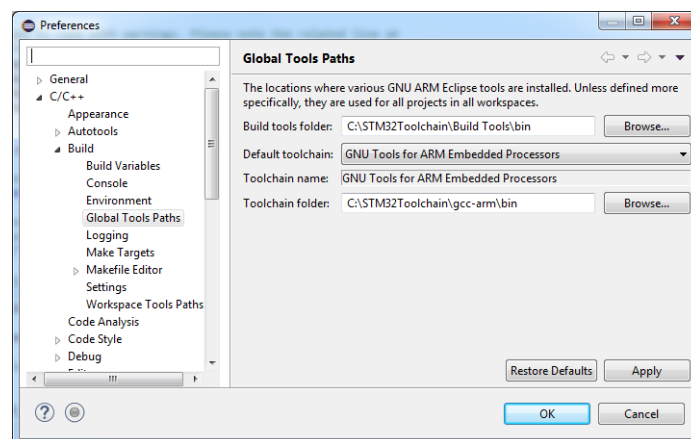 Preferences
Global Tools Paths
General
C/C++
Appearance
Autotools
Build
Build Variables
Console
Environment
Global Tools Paths
Logging
Make Targets
Makefile Editor
Settings
Workspace Tools Paths
Code Analysis
Code Style
Debug
The locations where various GNU ARM Eclipse tools are installed. Unless defined more
specifically, they are used for all projects in all workspaces.
Build tools folder: C:\STM32Toolchain\Build Tools\bin Browse...
Default toolchain: GNU Tools for ARM Embedded Processors
Toolchain name: GNU Tools for ARM Embedded Processors
Toolchain folder: C:\STM32Toolchain\gcc-arm\bin Browse...
Restore Defaults Apply
OK Cancel